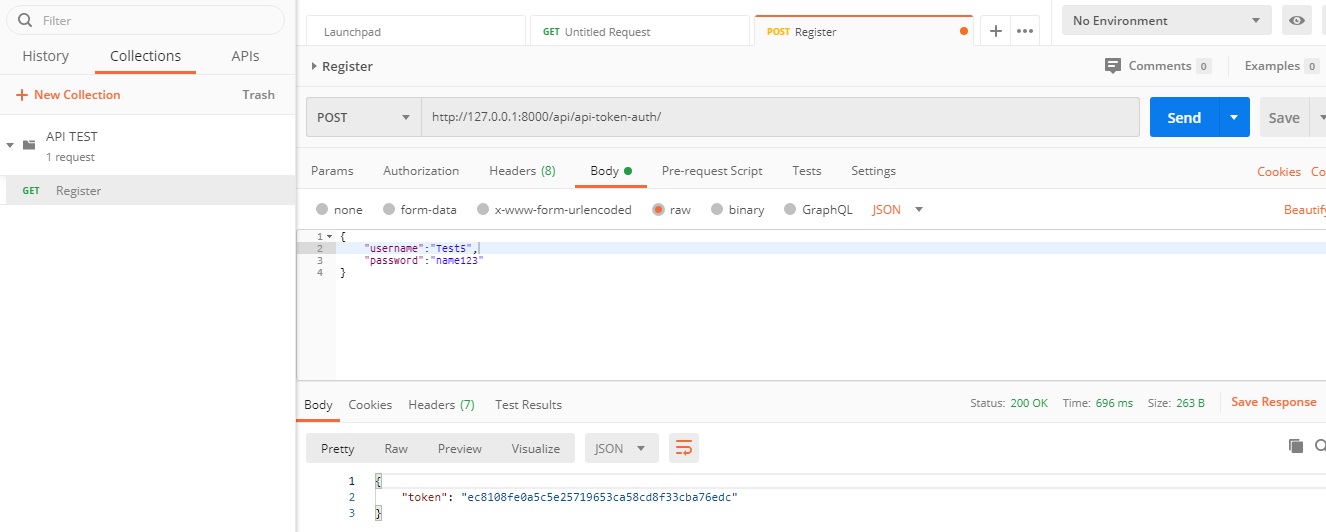 Filter
History Collections APIs
+ New Collection Trash
API TEST
1 request
GET Register
Launchpad
GET Untitled Request
POST Register
+ •••
No Environment
Register
Comments 0 Examples 0
POST http://127.0.0.1:8000/api/api-token-auth/ Send Save
Params Authorization Headers (8) Body Pre-request Script Tests Settings Cookies Co
none form-data x-www-form-urlencoded raw binary GraphQL JSON Beautify
1 {
2 "username":"Test5",
3 "password":"name123"
4 }
Body Cookies Headers (7) Test Results Status: 200 OK Time: 696 ms Size: 263 B Save Response
Pretty Raw Preview Visualize JSON
1 {
2 "token": "ec8108fe0a5c5e25719653ca58cd8f33cba76edc"
3 }